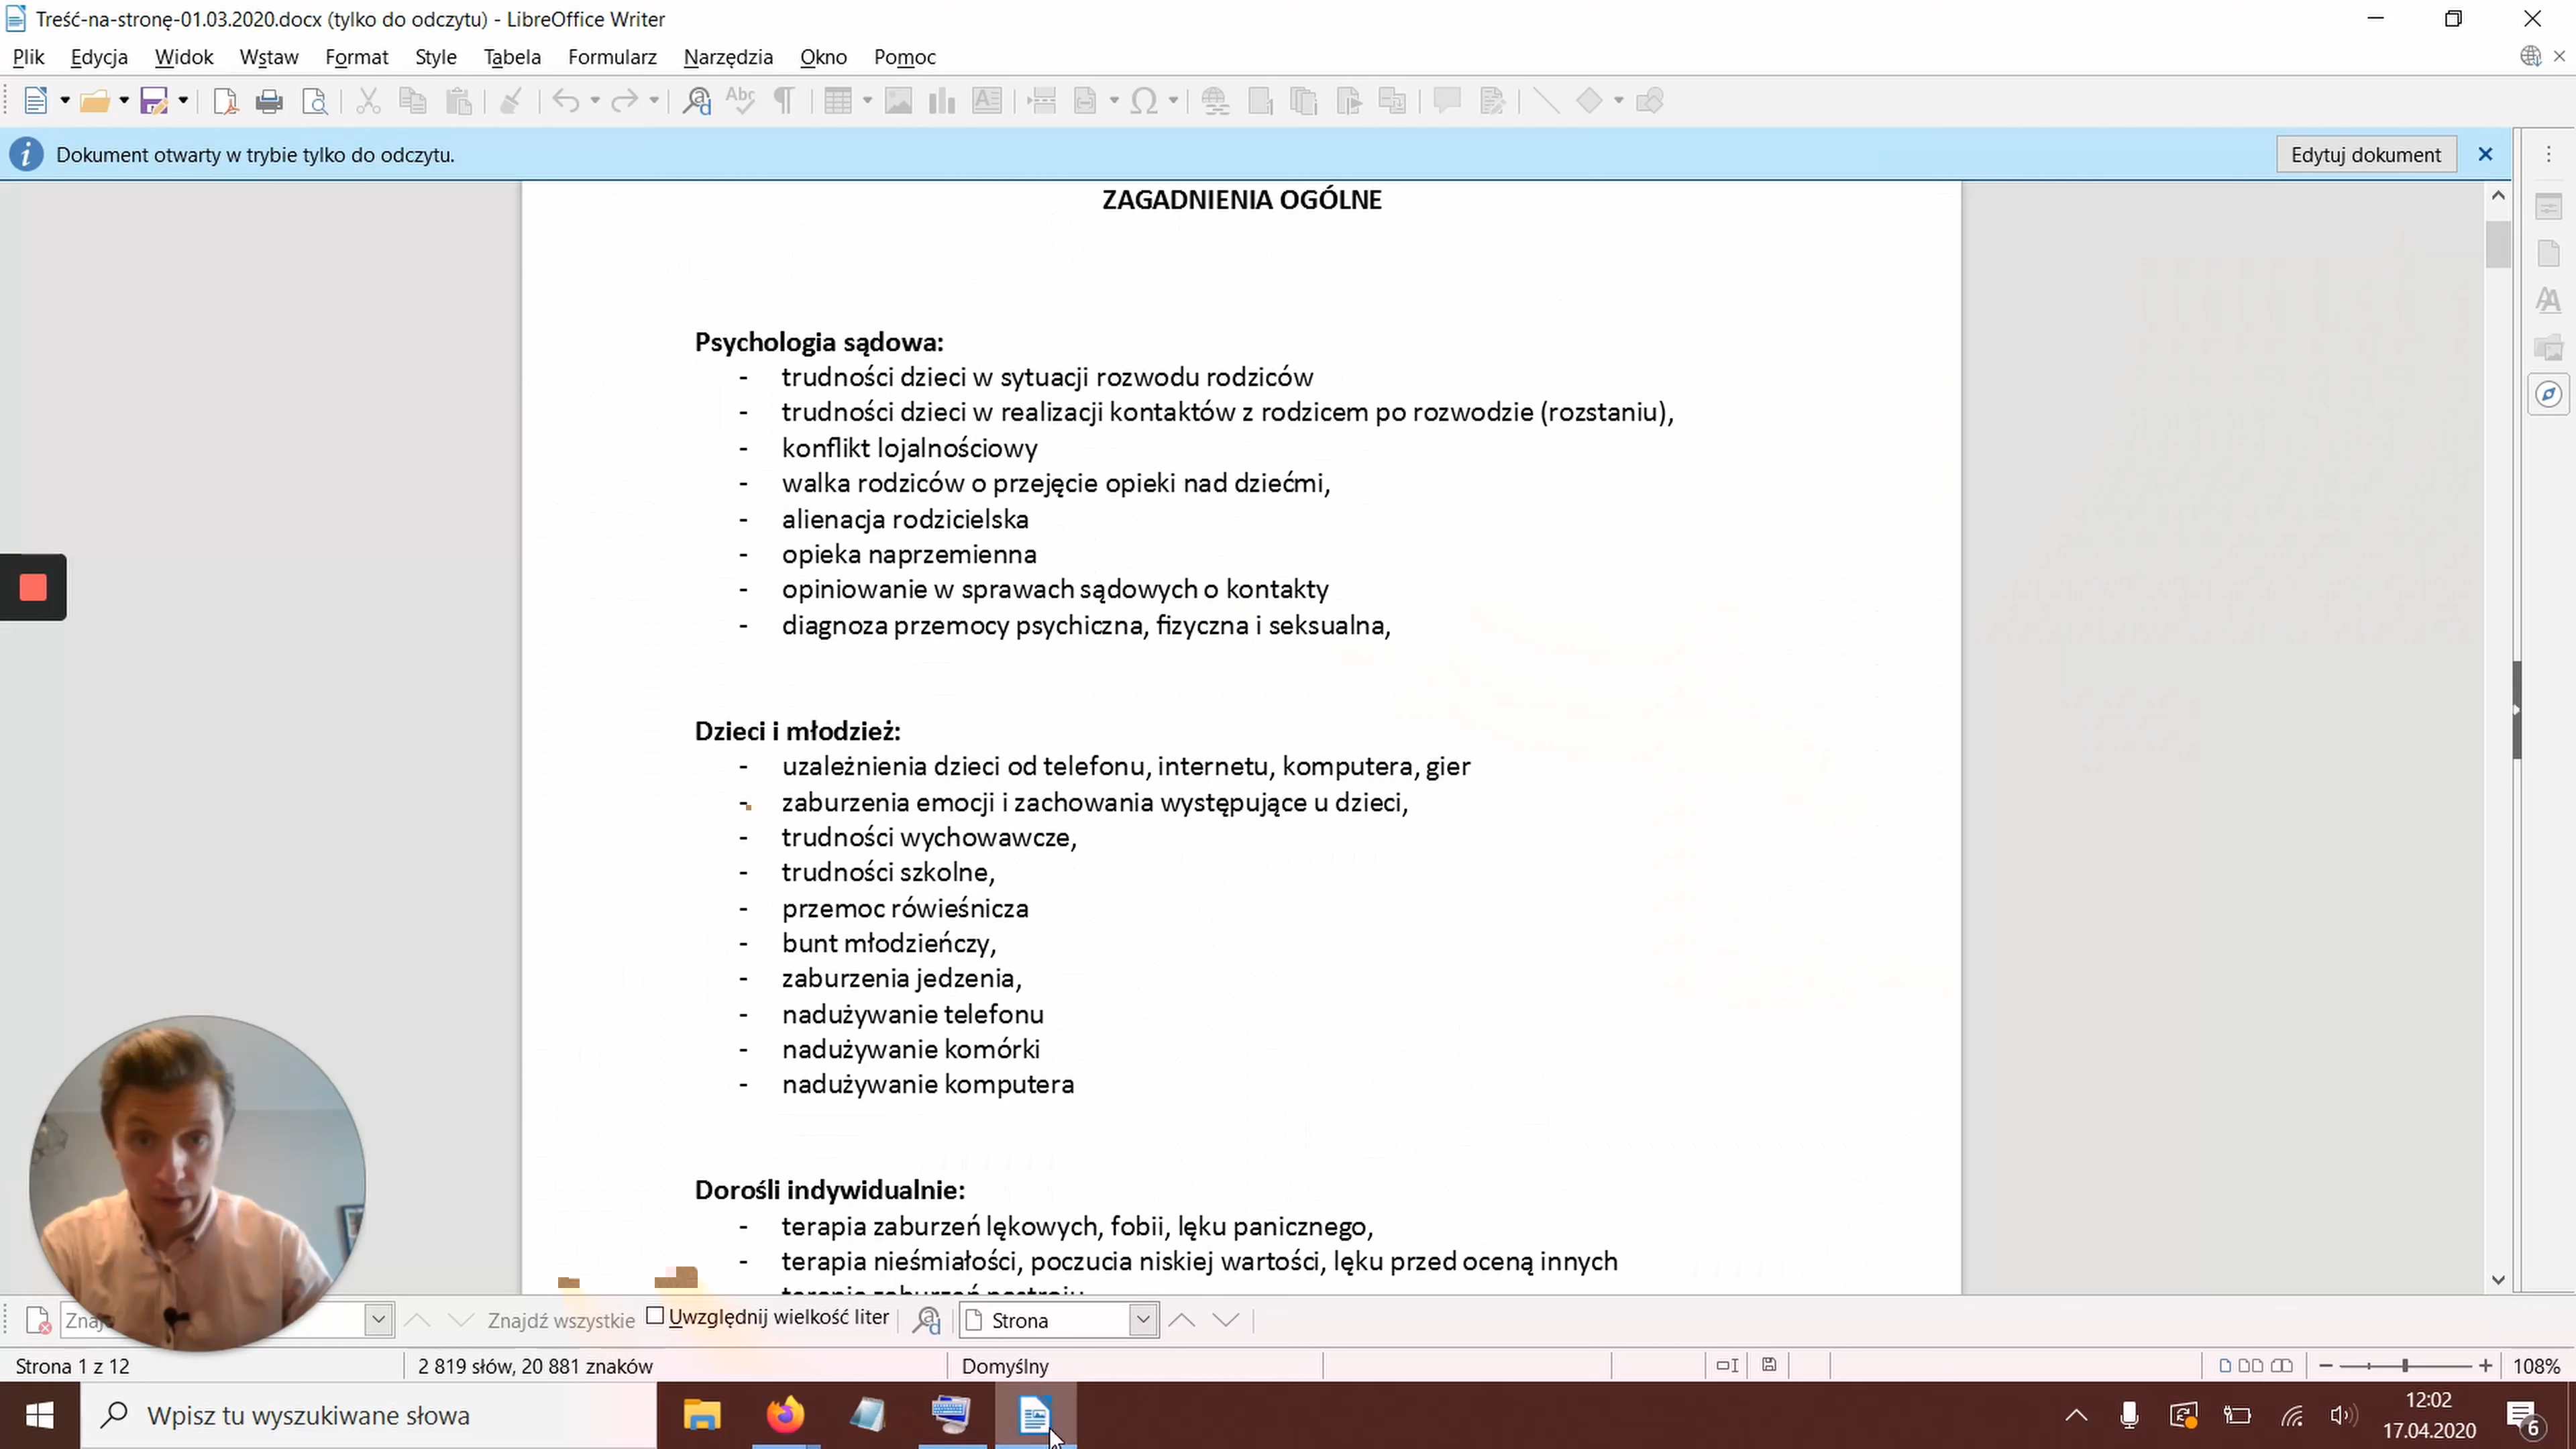 Treść-na-stronę-01.03.2020.docx (tylko do odczytu) - LibreOffice Writer
Plik Edycja Widok Wstaw Format Style Tabela Formularz Narzędzia Okno Pomoc
Dokument otwarty w trybie tylko do odczytu.
Edytuj dokument
ZAGADNIENIA OGÓLNE
Psychologia sądowa:
- trudności dzieci w sytuacji rozwodu rodziców
- trudności dzieci w realizacji kontaktów z rodzicem po rozwodzie (rozstaniu),
- konflikt lojalnościowy
- walka rodziców o przejęcie opieki nad dziećmi,
- alienacja rodzicielska
- opieka naprzemienna
- opiniowanie w sprawach sądowych o kontakty
- diagnoza przemocy psychiczna, fizyczna i seksualna,
Dzieci i młodzież:
- uzależnienia dzieci od telefonu, internetu, komputera, gier
- zaburzenia emocji i zachowania występujące u dzieci,
- trudności wychowawcze,
- trudności szkolne,
- przemoc rówieśnicza
- bunt młodzieńczy,
- zaburzenia jedzenia,
- nadużywanie telefonu
- nadużywanie komórki
- nadużywanie komputera
Dorośli indywidualnie:
- terapia zaburzeń lękowych, fobii, lęku panicznego,
- terapia nieśmiałości, poczucia niskiej wartości, lęku przed oceną innych
terapia zaburzeń nastroju
Znajdź wszystkie Uwzględnij wielkość liter Strona
Strona 1 z 12 2 819 słów, 20 881 znaków Domyślny 108%
Wpisz tu wyszukiwane słowa
12:02
17.04.2020
6